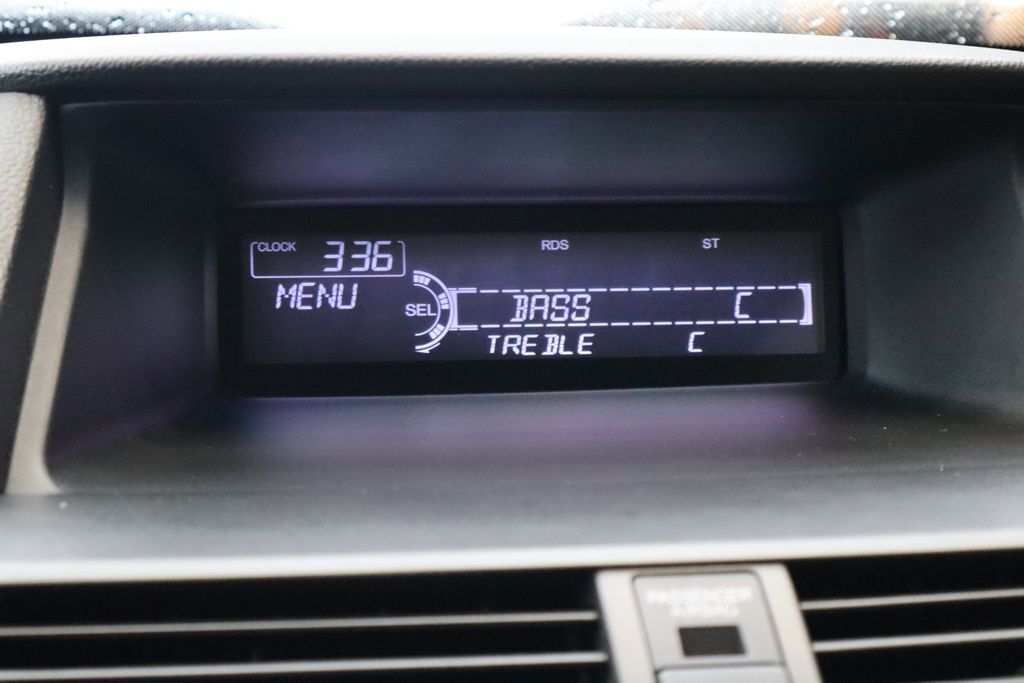 CLOCK 336 RDS ST
MENU
SEL BASS C
TREBLE C
PASSENGER
AIRBAG